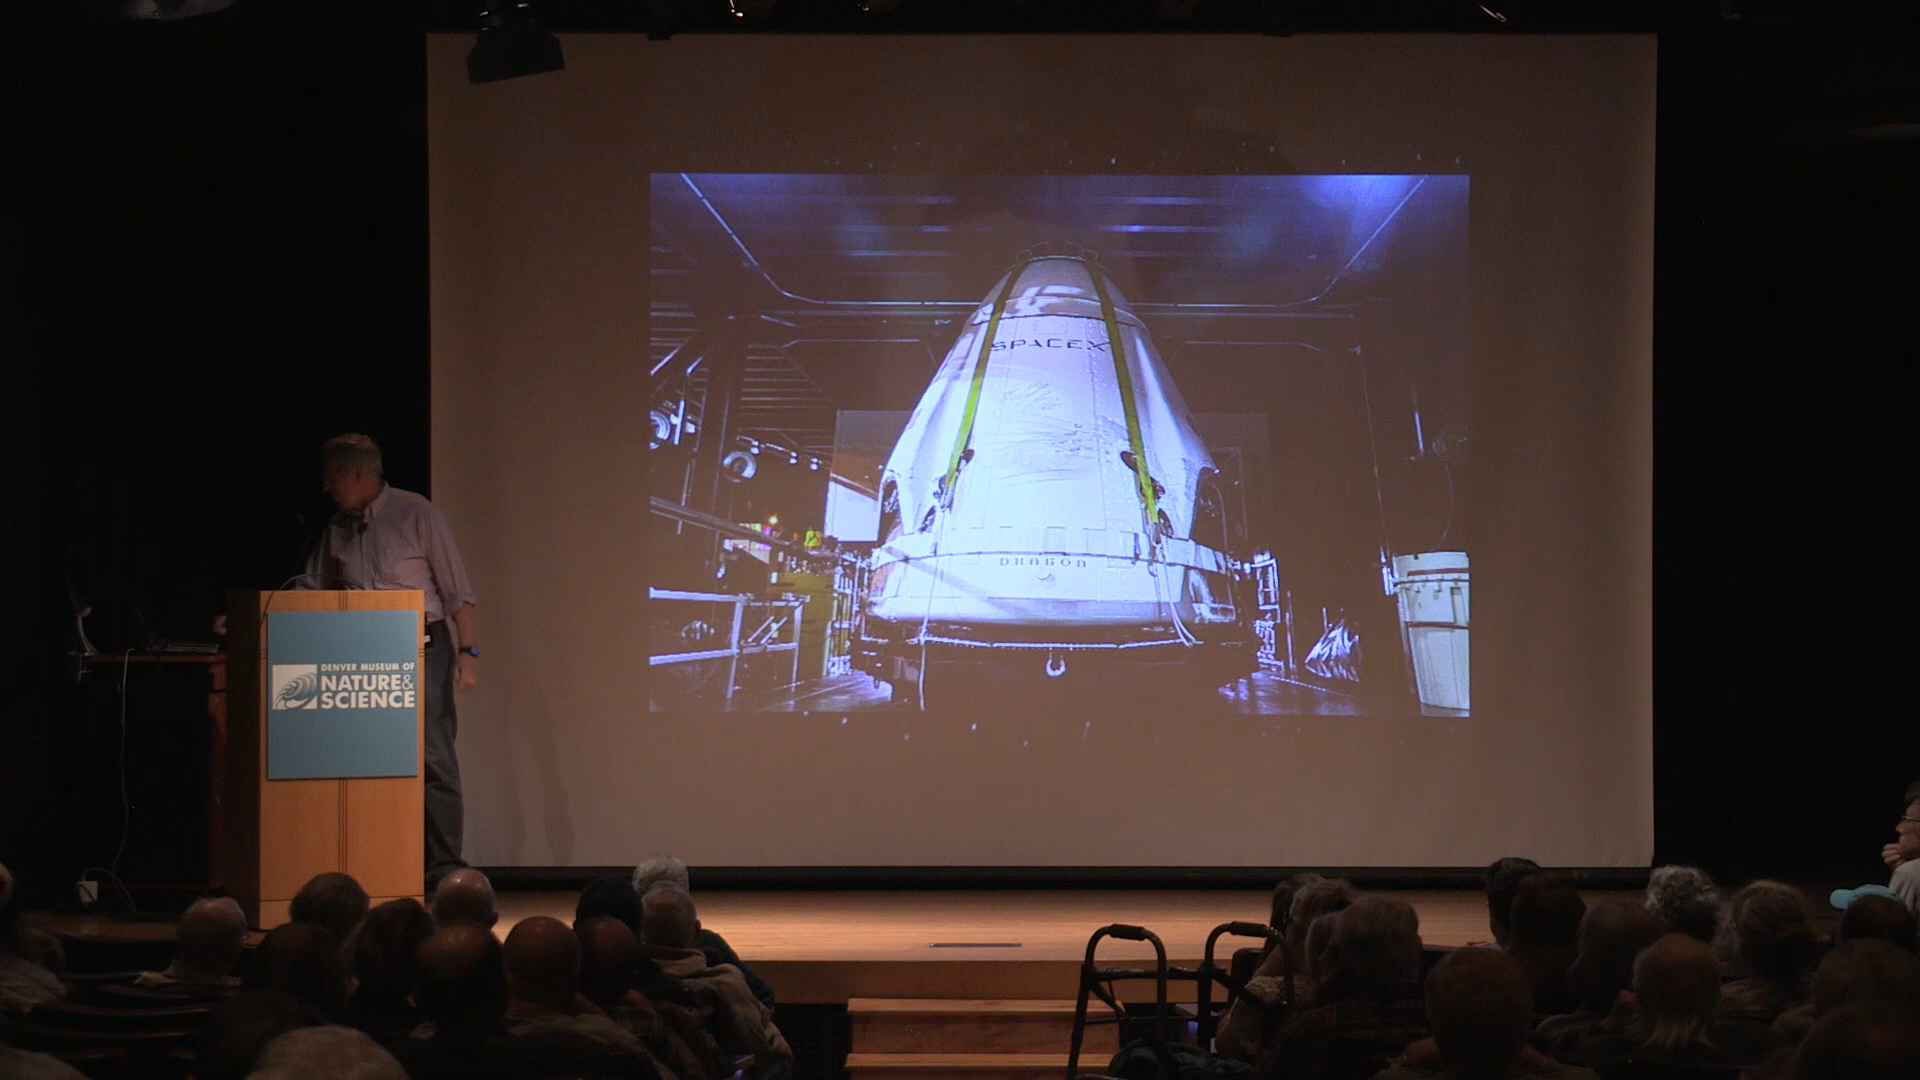 SPACEX
DRAGON
DENVER MUSEUM OF
NATURE&
SCIENCE